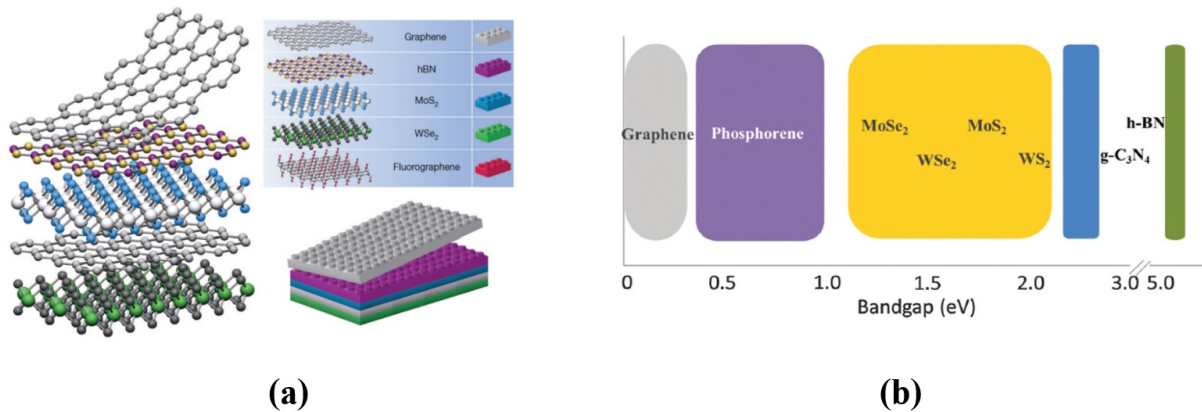 Graphene
hBN
MoS₂
WSe₂
Fluorographene
(a)
Graphene
Phosphorene
MoSe₂
MoS₂
WSe₂
WS₂
h-BN
g-C₃N₄
0 0.5 1.0 1.5 2.0 3.0 5.0
Bandgap (eV)
(b)